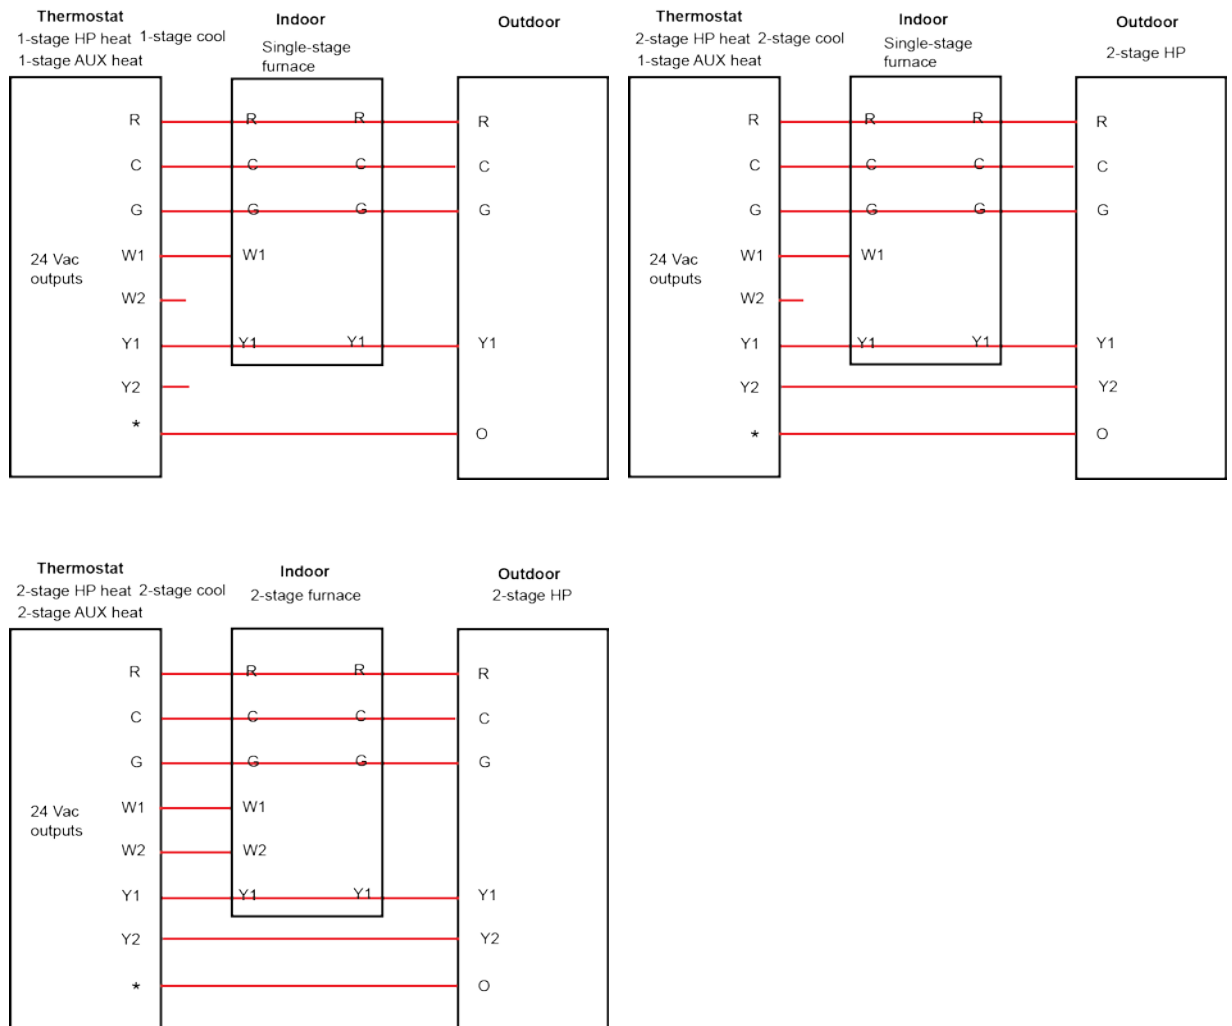 Thermostat
1-stage HP heat 1-stage cool
1-stage AUX heat
Indoor
Single-stage
furnace
Outdoor
R R R R
C C C C
G G G G
24 Vac
outputs
W1 W1
W2
Y1 Y1 Y1 Y1
Y2
* O
Thermostat
2-stage HP heat 2-stage cool
1-stage AUX heat
Indoor
Single-stage
furnace
Outdoor
2-stage HP
R R R R
C C C C
G G G G
24 Vac
outputs
W1 W1
W2
Y1 Y1 Y1 Y1
Y2 Y2
* O
Thermostat
2-stage HP heat 2-stage cool
2-stage AUX heat
Indoor
2-stage furnace
Outdoor
2-stage HP
R R R R
C C C C
G G G G
24 Vac
outputs
W1 W1
W2 W2
Y1 Y1 Y1 Y1
Y2 Y2
* O